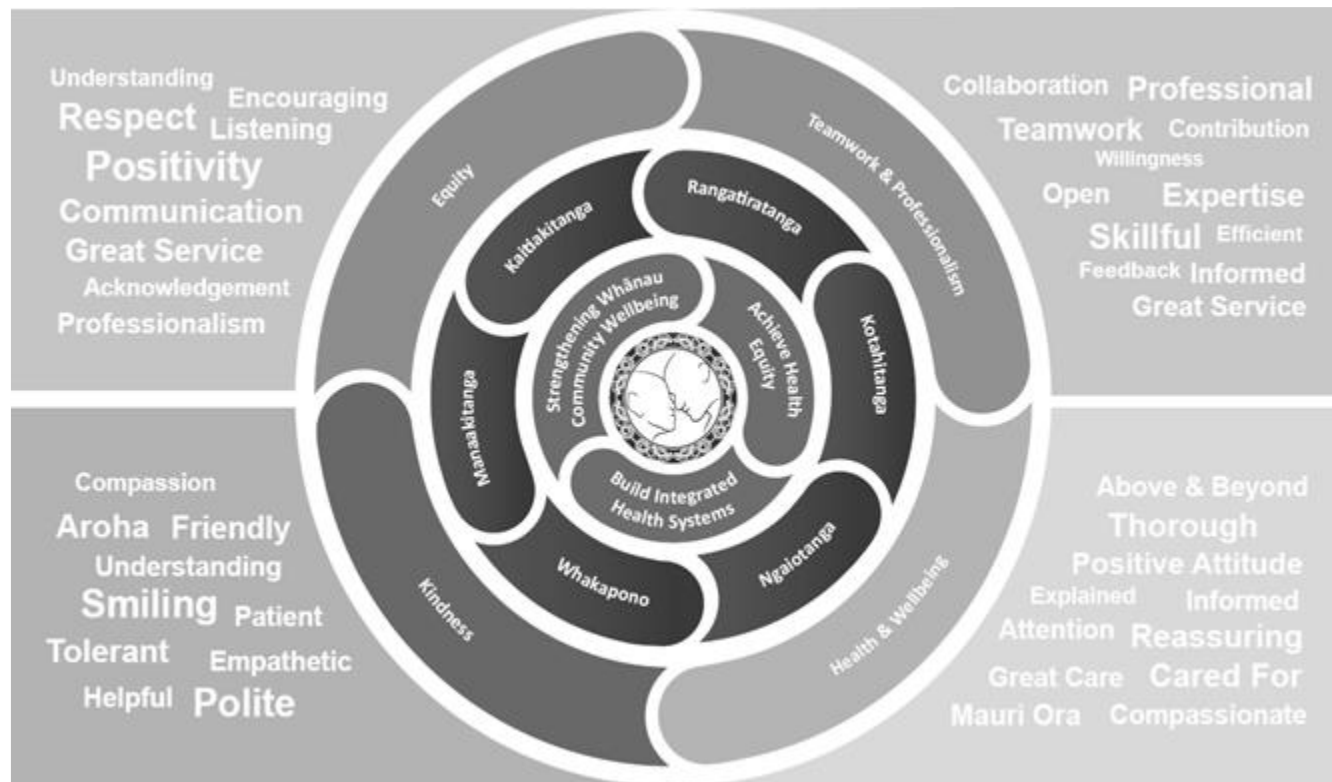 Understanding
Encouraging
Respect
Listening
Positivity
Communication
Great Service
Acknowledgement
Professionalism
Collaboration Professional
Teamwork Contribution
Willingness
Open Expertise
Skillful Efficient
Feedback Informed
Great Service
Equity
Teamwork & Professionalism
Kaitiakitanga
Rangatiratanga
Strengthening Whānau
Community Wellbeing
Achieve Health
Equity
Kotahitanga
Manaakitanga
Build Integrated
Health Systems
Whakapono
Ngaiotanga
Kindness
Health & Wellbeing
Compassion
Aroha Friendly
Understanding
Smiling Patient
Tolerant Empathetic
Helpful Polite
Above & Beyond
Thorough
Positive Attitude
Explained Informed
Attention Reassuring
Great Care Cared For
Mauri Ora Compassionate